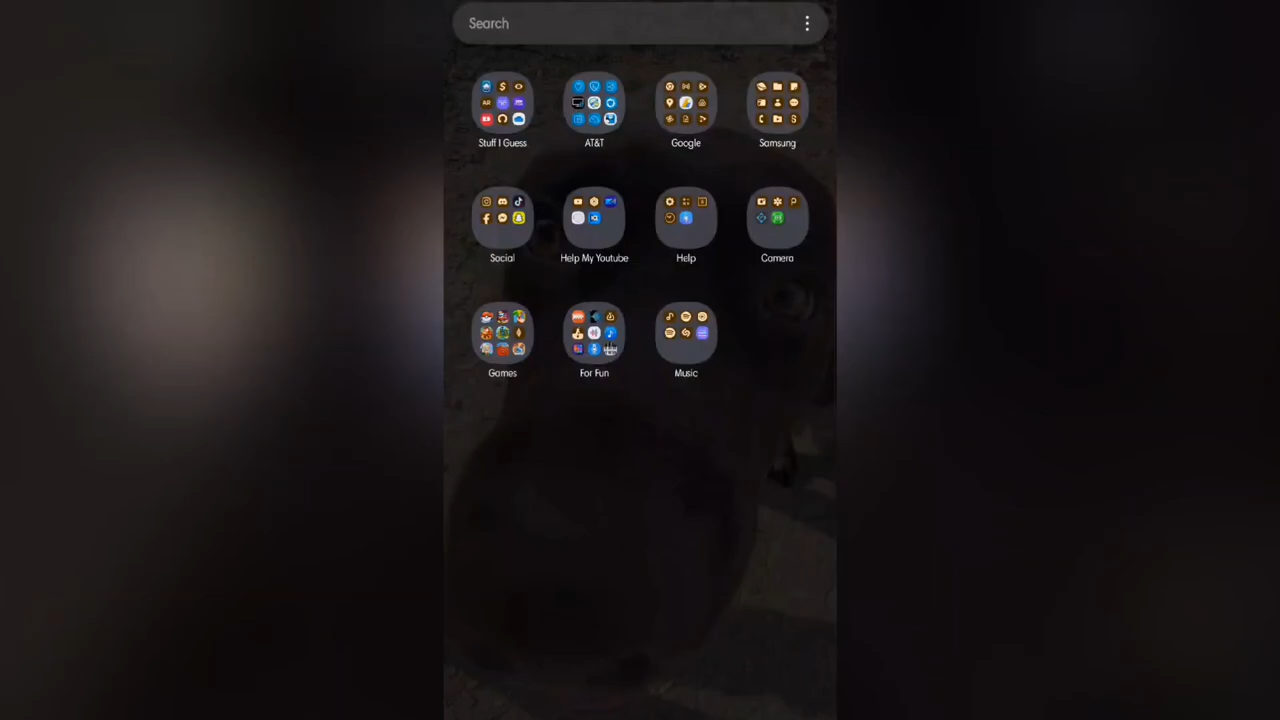 Search
Stuff I Guess
AT&T
Google
Samsung
Social
Help My Youtube
Help
Camera
Games
For Fun
Music